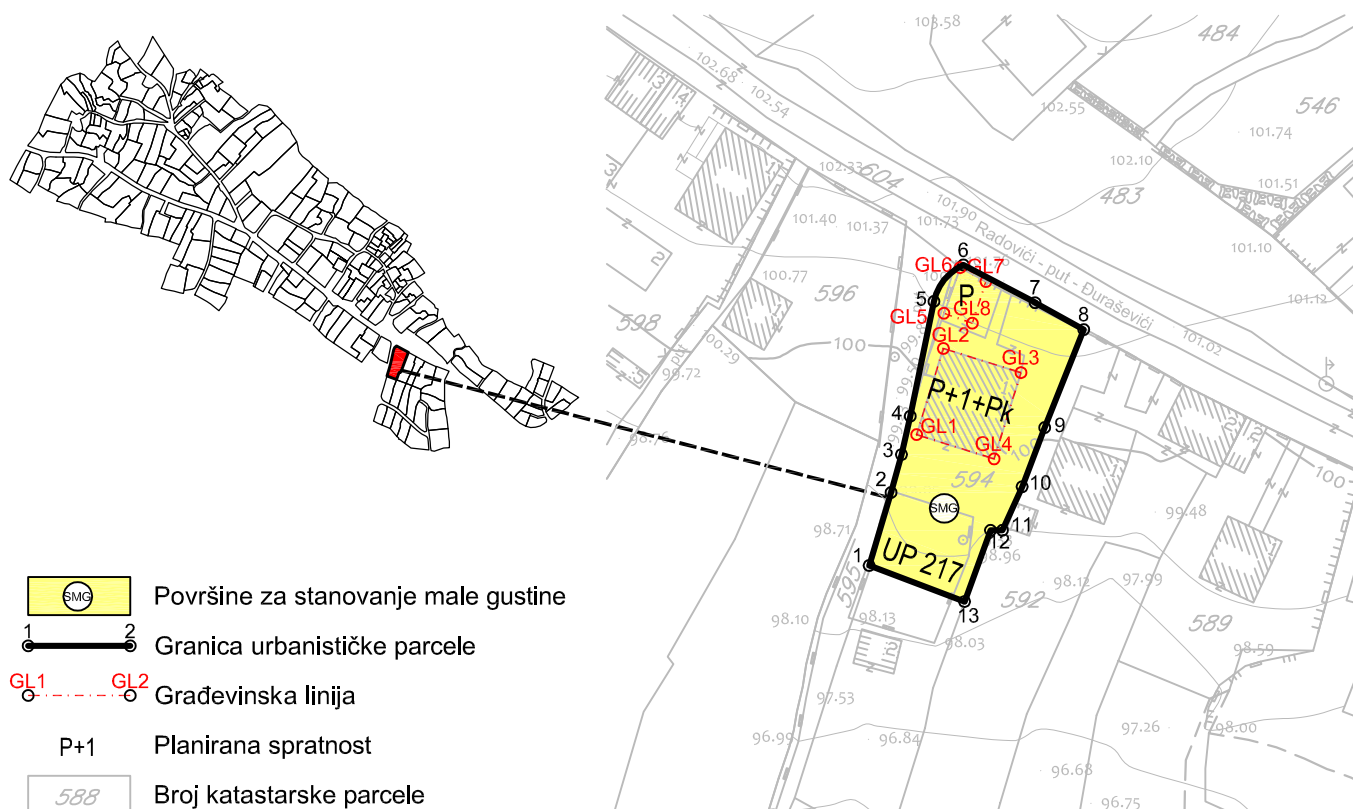 103.58
484
102.68
102.54
102.55
546
101.74
102.10
102.33
604
101.51
483
101.90 Radovići - put - Đuraševići
101.40
101.37
101.73
101.10
6
GL6
GL7
100.77
596
P
7
101.12
5
GL5
GL8
8
598
100
GL2
101.02
100.29
99.72
GL3
P+1+Pk
4
GL1
9
98.76
3
GL4
100
100
594
2
10
SMG
99.48
98.71
11
12
98.96
1
UP 217
595
98.12
97.99
592
589
13
98.10
98.13
98.03
98.59
97.53
97.26
98.00
96.99
96.84
96.68
96.75
SMG
Površine za stanovanje male gustine
1 2
Granica urbanističke parcele
GL1 GL2
Građevinska linija
P+1
Planirana spratnost
588
Broj katastarske parcele